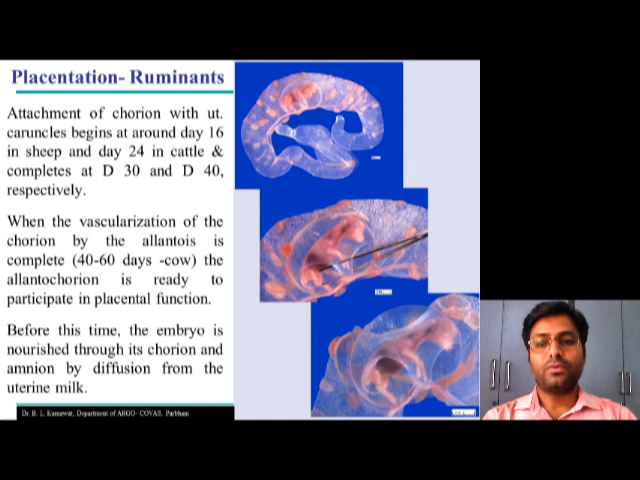 Placentation- Ruminants
Attachment of chorion with ut.
caruncles begins at around day 16
in sheep and day 24 in cattle &
completes at D 30 and D 40,
respectively.
When the vascularization of the
chorion by the allantois is
complete (40-60 days -cow) the
allantochorion is ready to
participate in placental function.
Before this time, the embryo is
nourished through its chorion and
amnion by diffusion from the
uterine milk.
Dr. B. L. Kumawat, Department of ARGO- COVAS, Parbhani